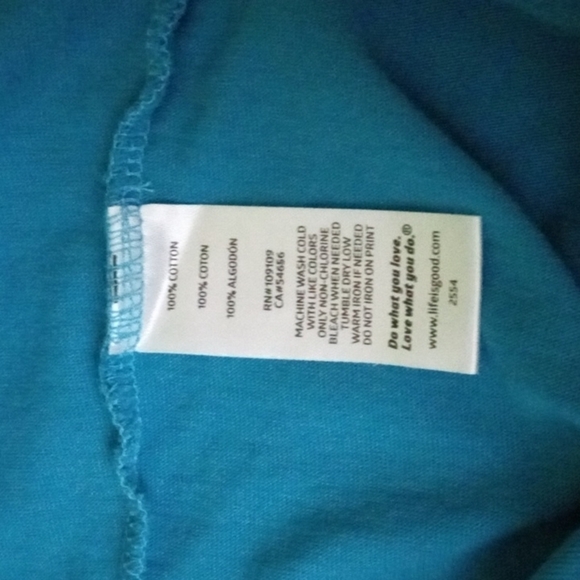 100% COTTON
100% COTON
100% ALGODÓN
RN#109109
CA#54686
MACHINE WASH COLD
WITH LIKE COLORS
ONLY NON-CHLORINE
BLEACH WHEN NEEDED
TUMBLE DRY LOW
WARM IRON IF NEEDED
DO NOT IRON ON PRINT
Do what you love.
Love what you do.®
www.lifeisgood.com
2554